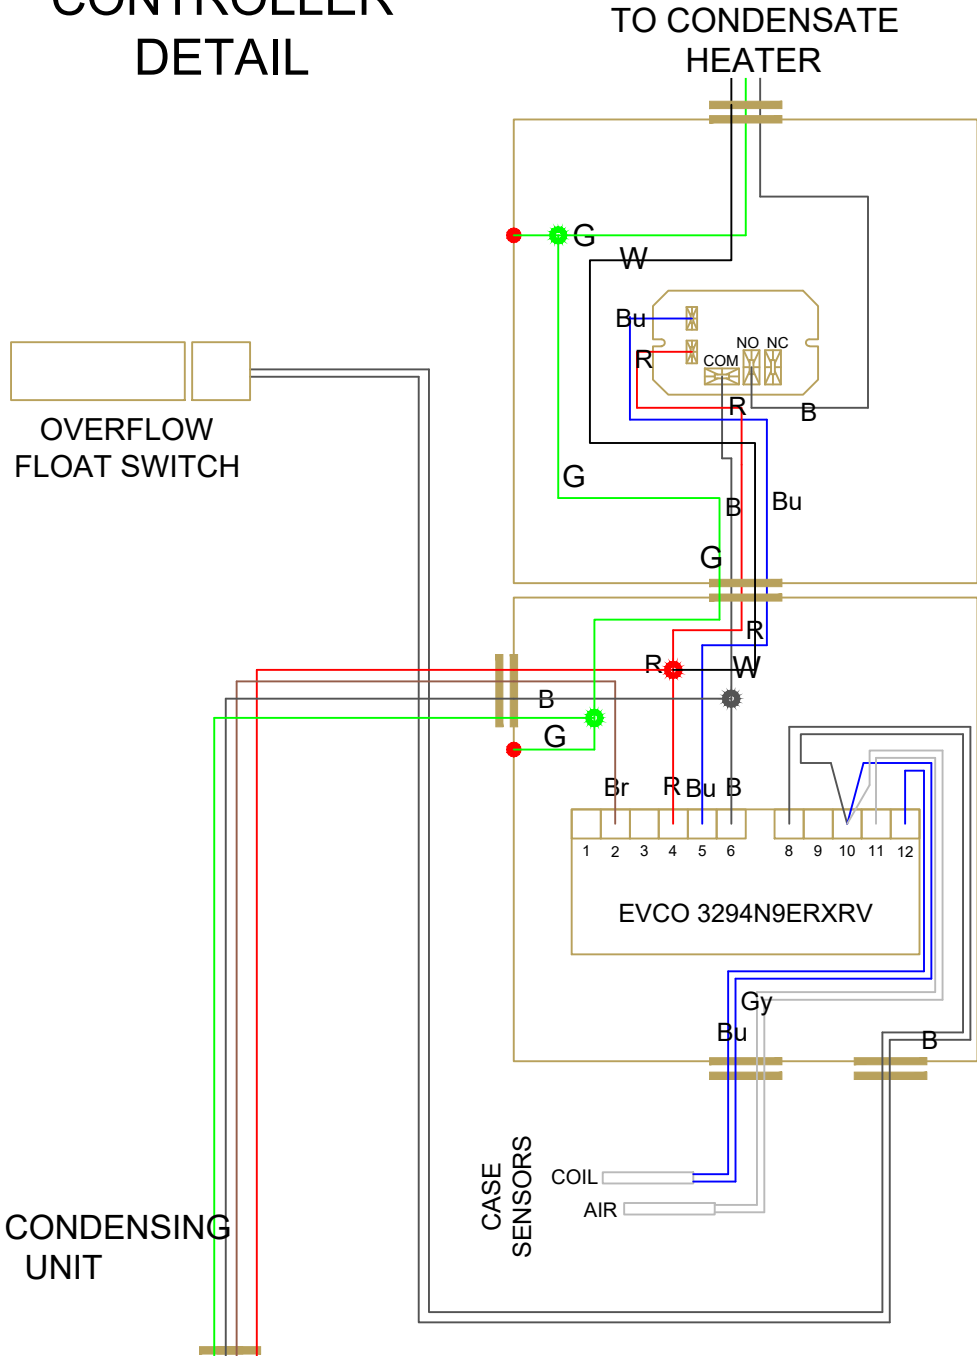 CONTROLLER
DETAIL
TO CONDENSATE
HEATER
G
W
Bu
R
NO NC
COM
R
B
OVERFLOW
FLOAT SWITCH
G
B
Bu
G
R
R
W
B
G
Br
R
Bu
B
1 2 3 4 5 6 8 9 10 11 12
EVCO 3294N9ERXRV
Gy
Bu
B
CASE
SENSORS
COIL
AIR
CONDENSING
UNIT